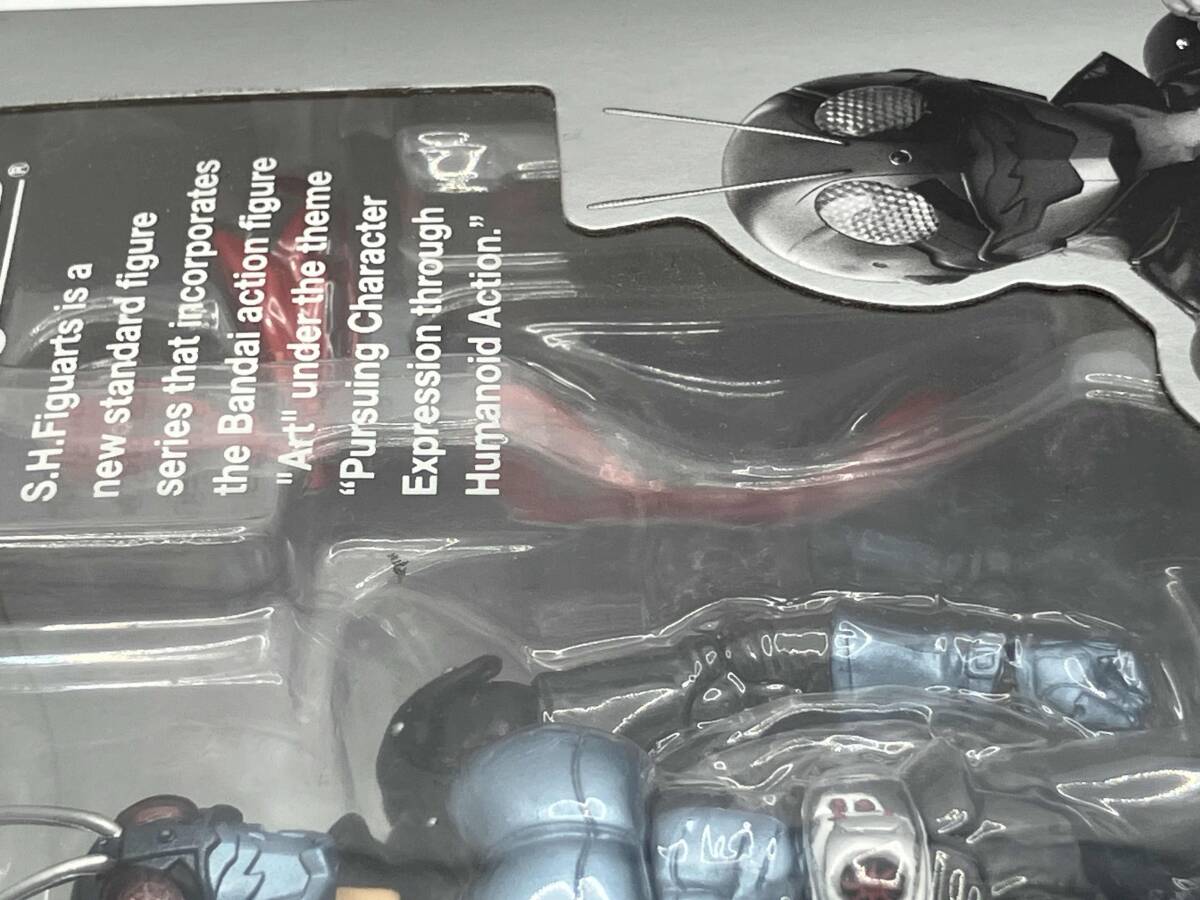 ®
S.H.Figuarts is a
new standard figure
series that incorporates
the Bandai action figure
"Art" under the theme
“Pursuing Character
Expression through
Humanoid Action.”